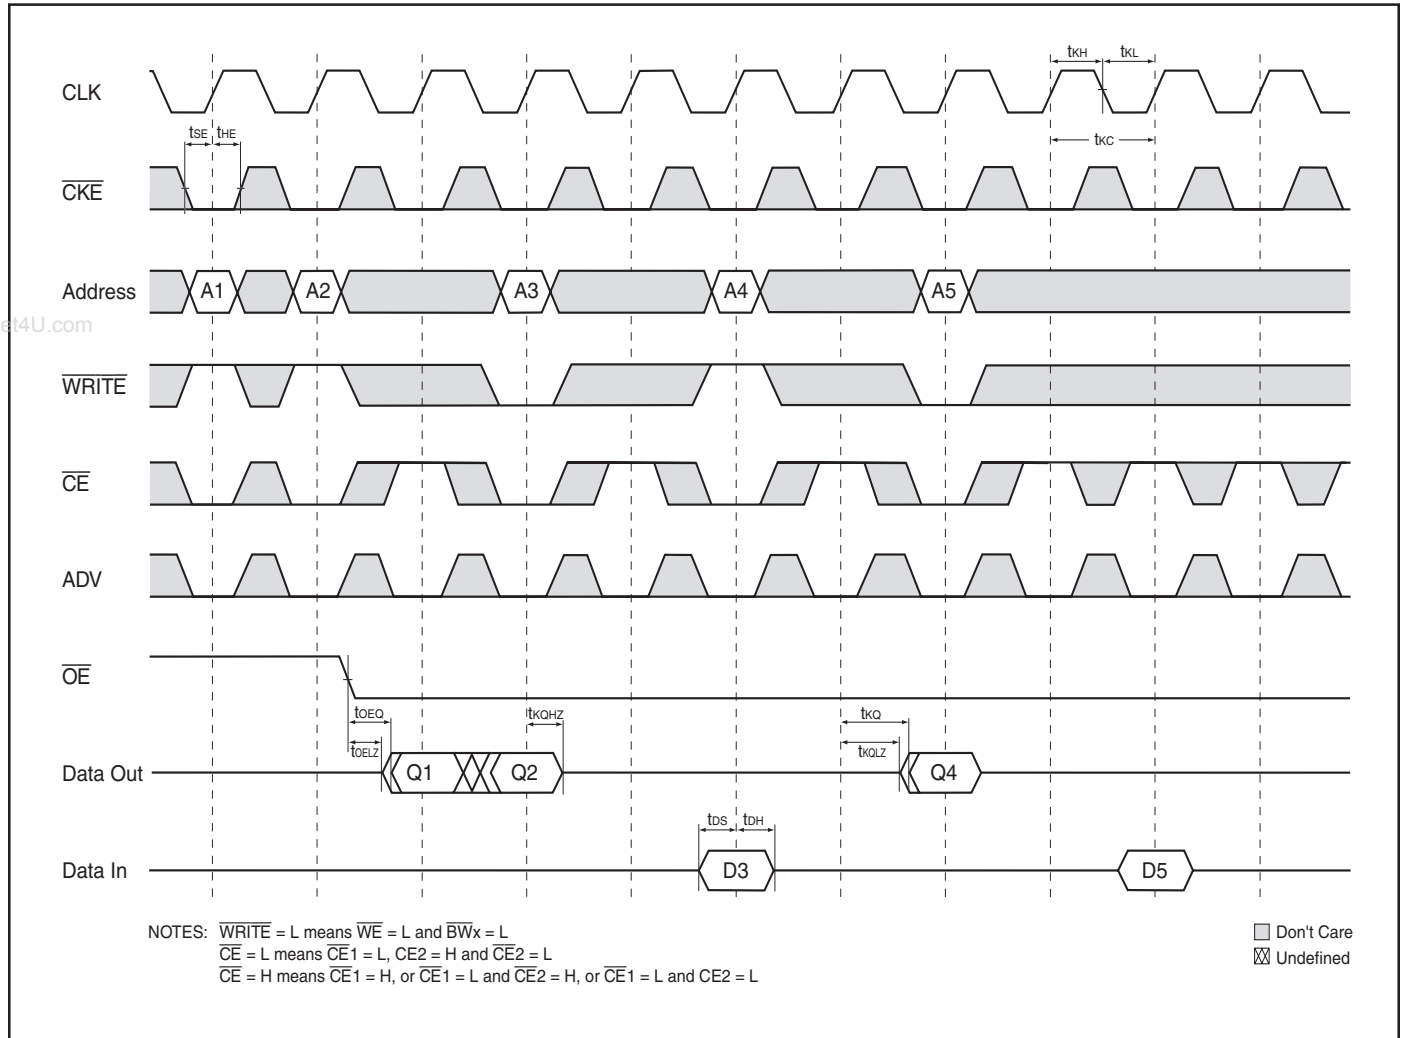 tKH tKL
CLK
tSE tHE
tKC
CKE
Address A1 A2 A3 A4 A5
et4U.com
WRITE
CE
ADV
OE
tOEQ tKQHZ tKQ
tOELZ tKQLZ
Data Out Q1 Q2 Q4
tDS tDH
Data In D3 D5
NOTES: WRITE = L means WE = L and BWx = L
CE = L means CE1 = L, CE2 = H and CE2 = L
CE = H means CE1 = H, or CE1 = L and CE2 = H, or CE1 = L and CE2 = L
Don't Care
Undefined